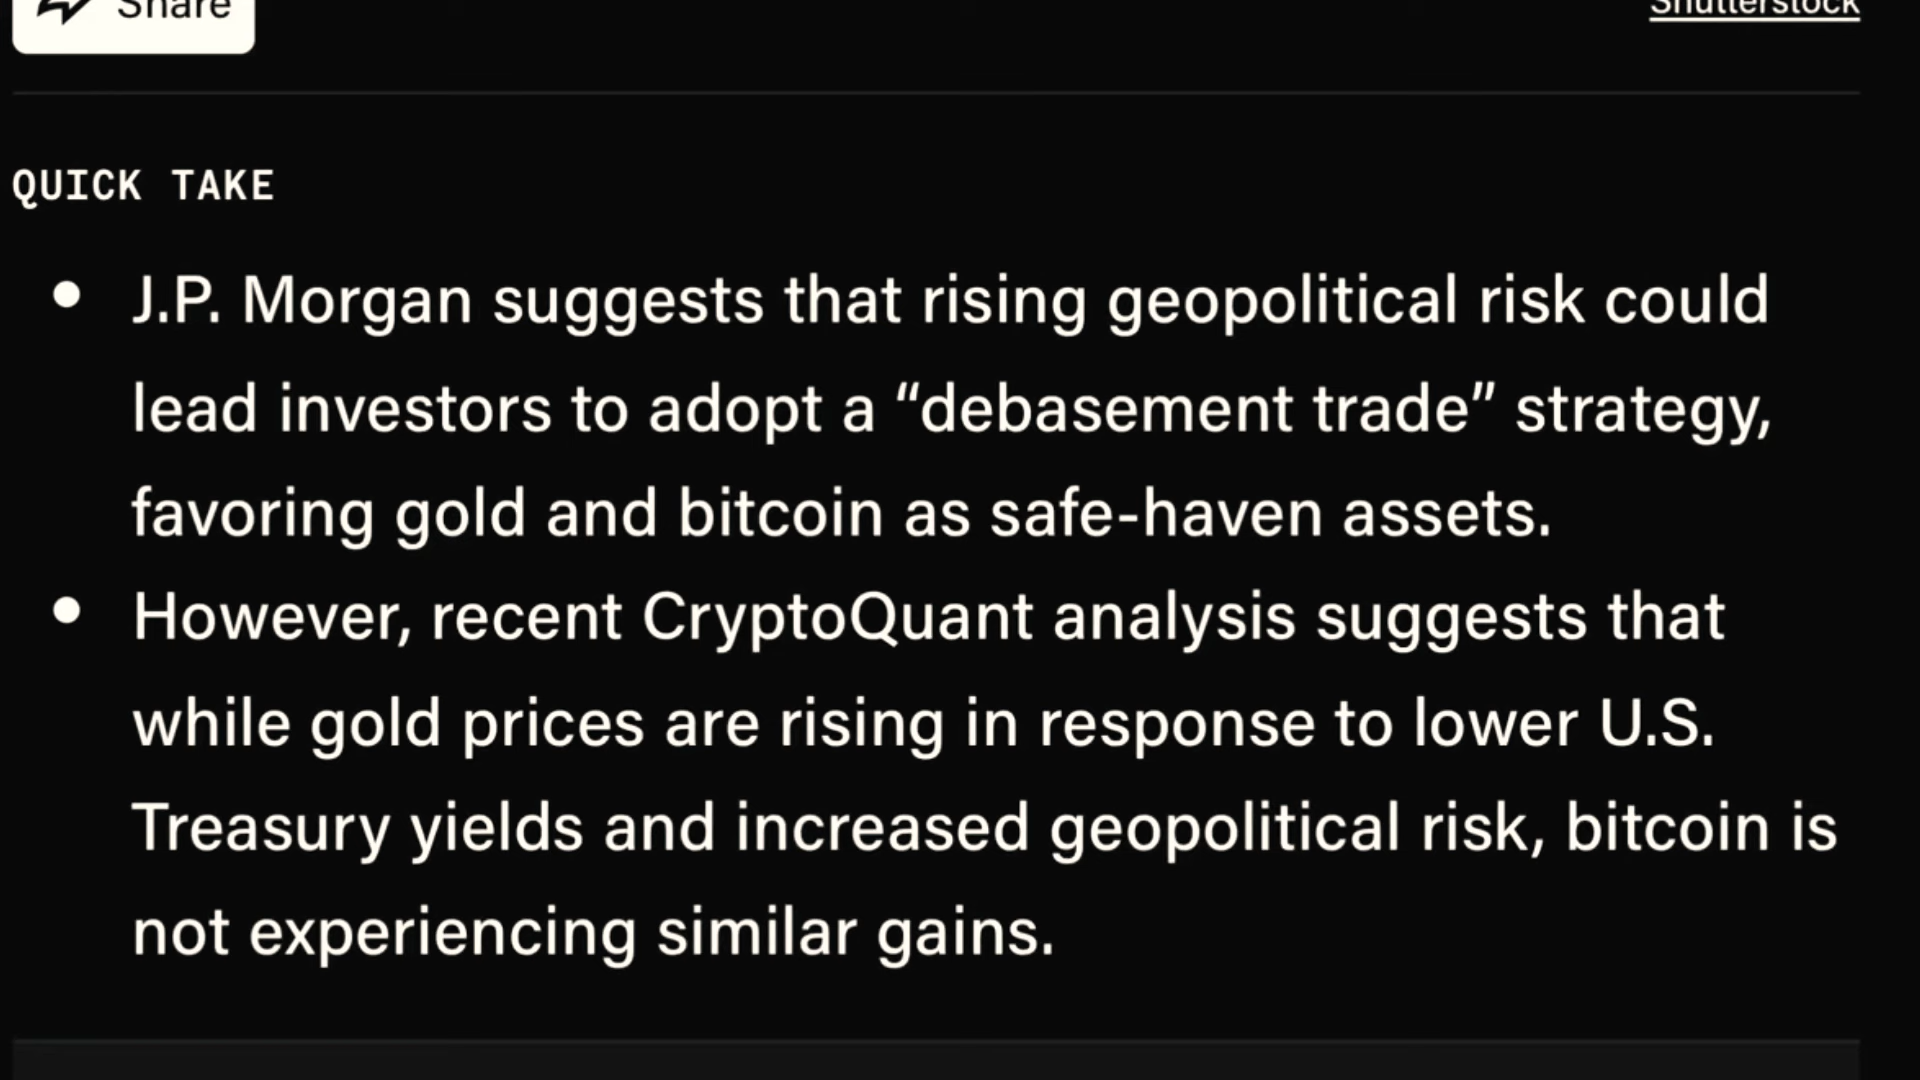 Share
Shutterstock
QUICK TAKE
• J.P. Morgan suggests that rising geopolitical risk could
lead investors to adopt a “debasement trade” strategy,
favoring gold and bitcoin as safe-haven assets.
• However, recent CryptoQuant analysis suggests that
while gold prices are rising in response to lower U.S.
Treasury yields and increased geopolitical risk, bitcoin is
not experiencing similar gains.